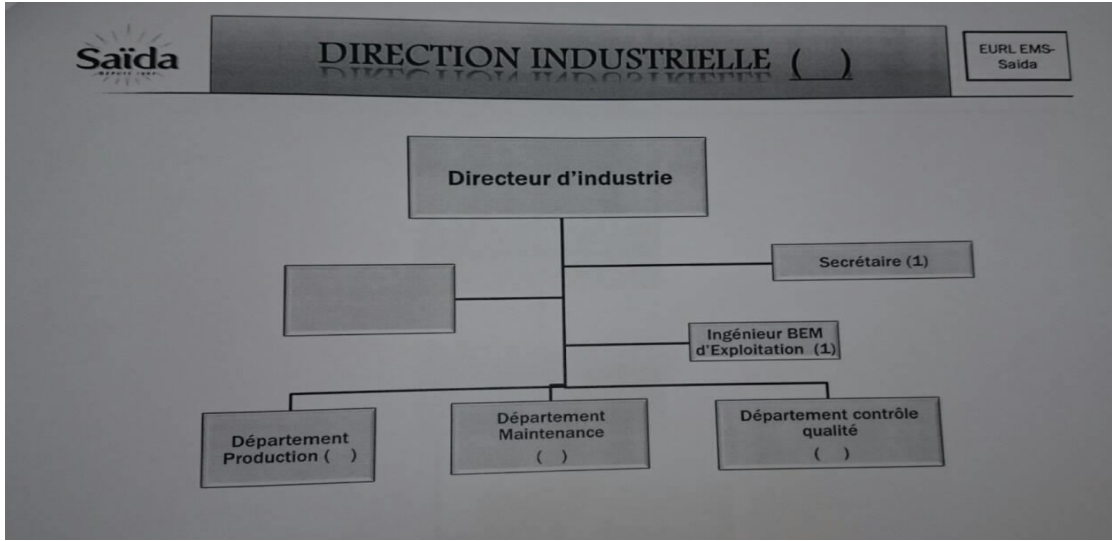 Saïda
DEPUIS
DIRECTION INDUSTRIELLE (   )
EURL EMS-
Saida
Directeur d'industrie
Secrétaire (1)
Ingénieur BEM
d'Exploitation (1)
Département
Production (   )
Département
Maintenance
(   )
Département contrôle
qualité
(   )